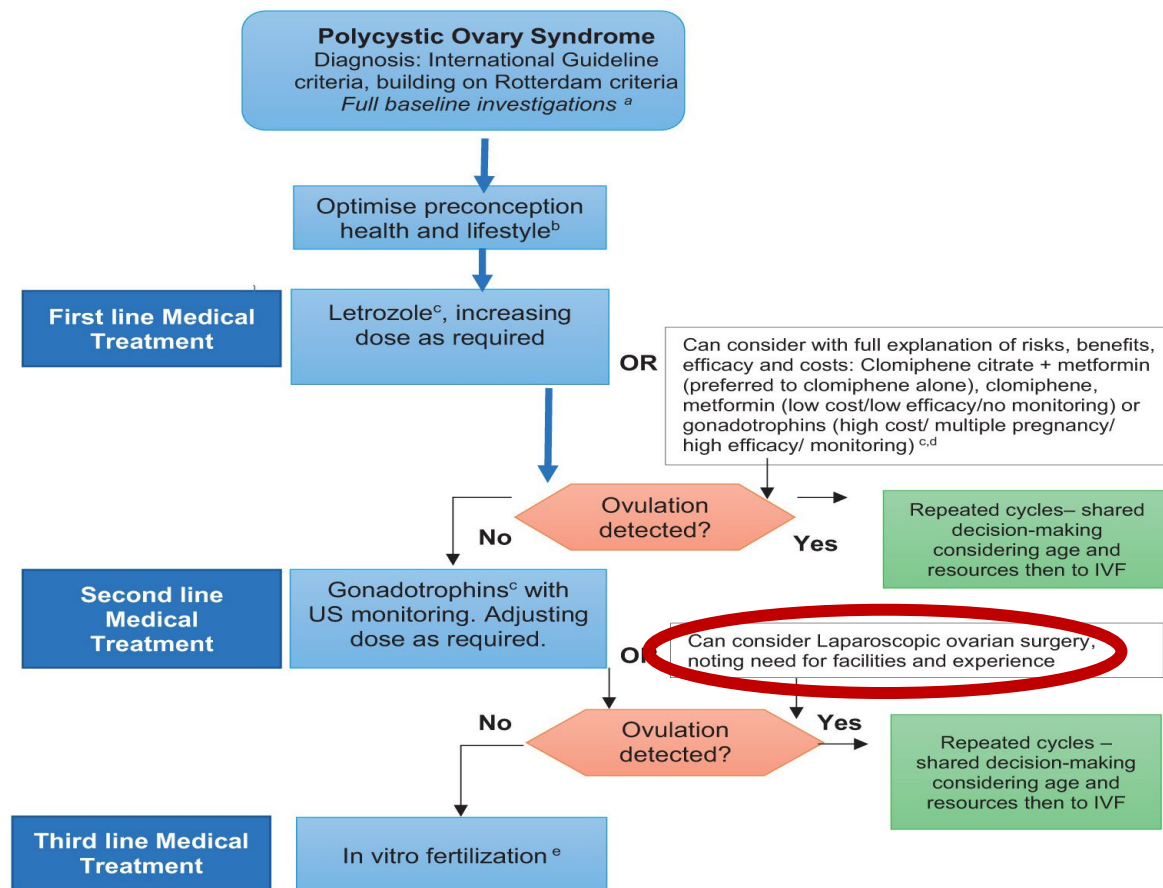 Polycystic Ovary Syndrome
Diagnosis: International Guideline
criteria, building on Rotterdam criteria
Full baseline investigations a
Optimise preconception
health and lifestyle b
First line Medical
Treatment
Letrozole c, increasing
dose as required
OR
Can consider with full explanation of risks, benefits,
efficacy and costs: Clomiphene citrate + metformin
(preferred to clomiphene alone), clomiphene,
metformin (low cost/low efficacy/no monitoring) or
gonadotrophins (high cost/ multiple pregnancy/
high efficacy/ monitoring) c,d
Ovulation
detected?
No
Yes
Repeated cycles– shared
decision-making
considering age and
resources then to IVF
Second line
Medical
Treatment
Gonadotrophins c with
US monitoring. Adjusting
dose as required.
OR
Can consider Laparoscopic ovarian surgery,
noting need for facilities and experience
No
Yes
Ovulation
detected?
Repeated cycles –
shared decision-making
considering age and
resources then to IVF
Third line Medical
Treatment
In vitro fertilization e